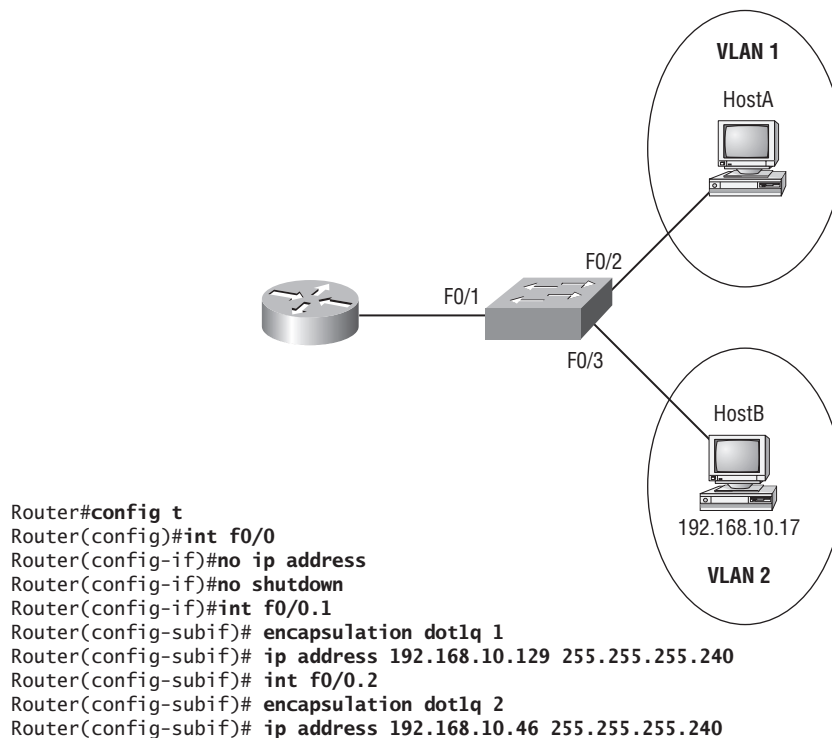 VLAN 1
HostA
F0/2
F0/1
F0/3
HostB
192.168.10.17
VLAN 2
Router#config t
Router(config)#int f0/0
Router(config-if)#no ip address
Router(config-if)#no shutdown
Router(config-if)#int f0/0.1
Router(config-subif)# encapsulation dot1q 1
Router(config-subif)# ip address 192.168.10.129 255.255.255.240
Router(config-subif)# int f0/0.2
Router(config-subif)# encapsulation dot1q 2
Router(config-subif)# ip address 192.168.10.46 255.255.255.240